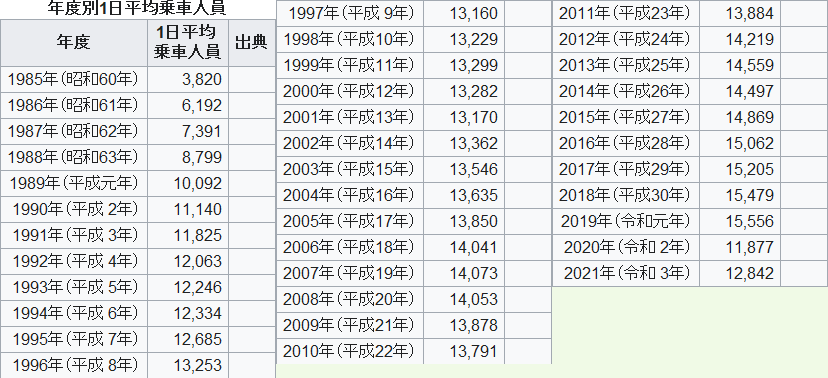 年度別1日平均乗車人員
年度 1日平均乗車人員 出典
1985年(昭和60年) 3,820
1986年(昭和61年) 6,192
1987年(昭和62年) 7,391
1988年(昭和63年) 8,799
1989年(平成元年) 10,092
1990年(平成 2年) 11,140
1991年(平成 3年) 11,825
1992年(平成 4年) 12,063
1993年(平成 5年) 12,246
1994年(平成 6年) 12,334
1995年(平成 7年) 12,685
1996年(平成 8年) 13,253
1997年(平成 9年) 13,160
1998年(平成10年) 13,229
1999年(平成11年) 13,299
2000年(平成12年) 13,282
2001年(平成13年) 13,170
2002年(平成14年) 13,362
2003年(平成15年) 13,546
2004年(平成16年) 13,635
2005年(平成17年) 13,850
2006年(平成18年) 14,041
2007年(平成19年) 14,073
2008年(平成20年) 14,053
2009年(平成21年) 13,878
2010年(平成22年) 13,791
2011年(平成23年) 13,884
2012年(平成24年) 14,219
2013年(平成25年) 14,559
2014年(平成26年) 14,497
2015年(平成27年) 14,869
2016年(平成28年) 15,062
2017年(平成29年) 15,205
2018年(平成30年) 15,479
2019年(令和元年) 15,556
2020年(令和 2年) 11,877
2021年(令和 3年) 12,842